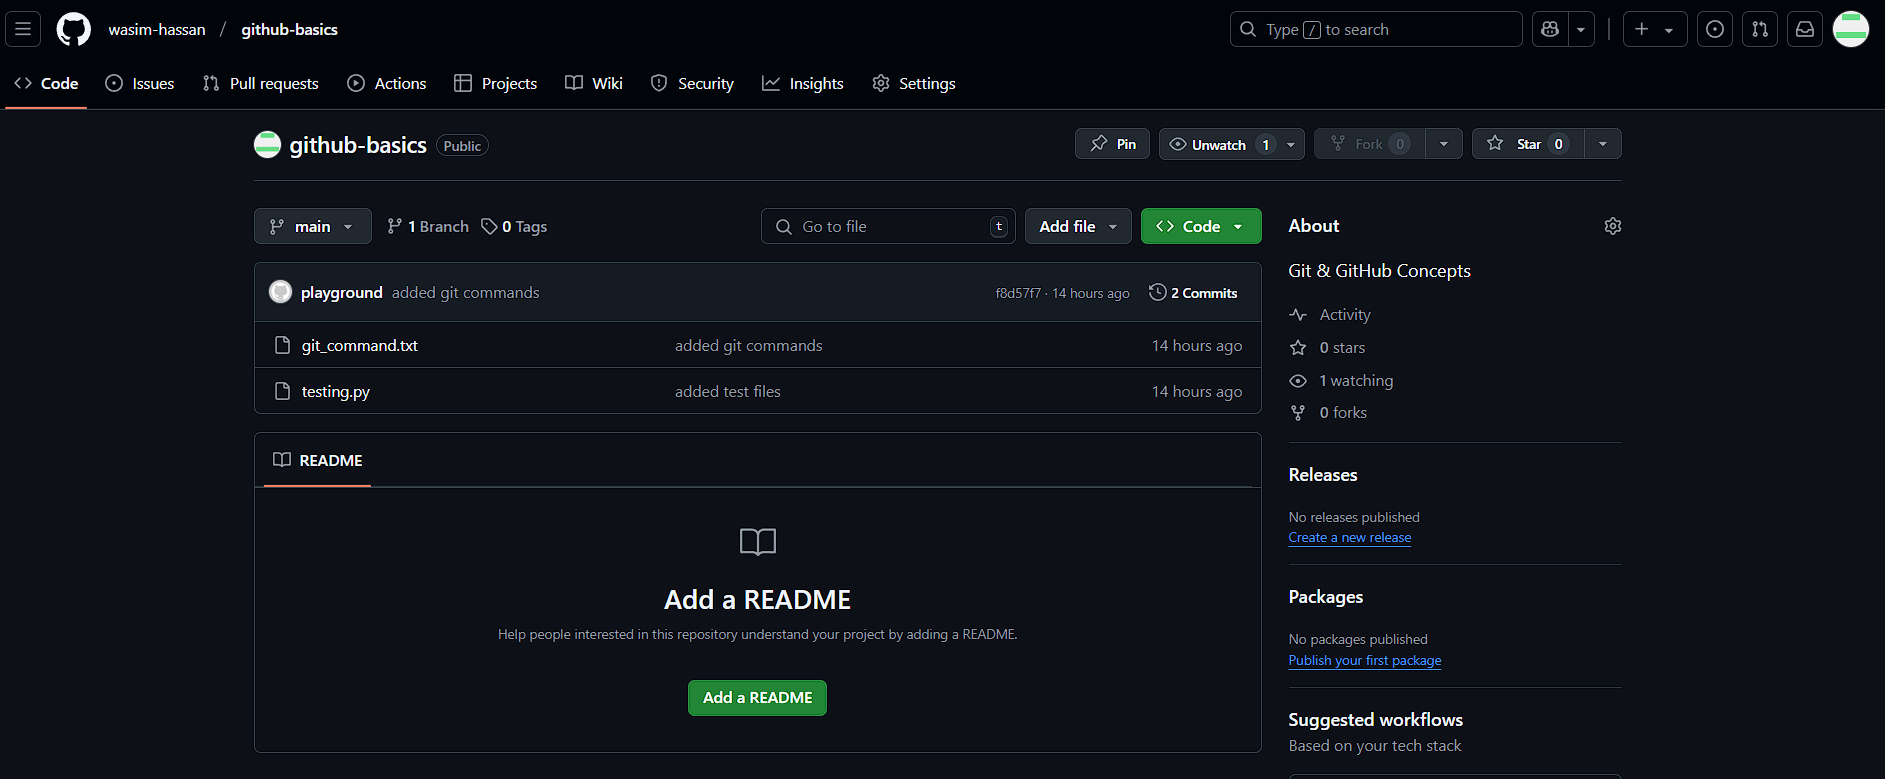 wasim-hassan / github-basics
Type / to search
Code Issues Pull requests Actions Projects Wiki Security Insights Settings
github-basics Public
Pin Unwatch 1 Fork 0 Star 0
main 1 Branch 0 Tags Go to file t Add file Code
playground added git commands f8d57f7 · 14 hours ago 2 Commits
git_command.txt added git commands 14 hours ago
testing.py added test files 14 hours ago
README
Add a README
Help people interested in this repository understand your project by adding a README.
Add a README
About
Git & GitHub Concepts
Activity
0 stars
1 watching
0 forks
Releases
No releases published
Create a new release
Packages
No packages published
Publish your first package
Suggested workflows
Based on your tech stack